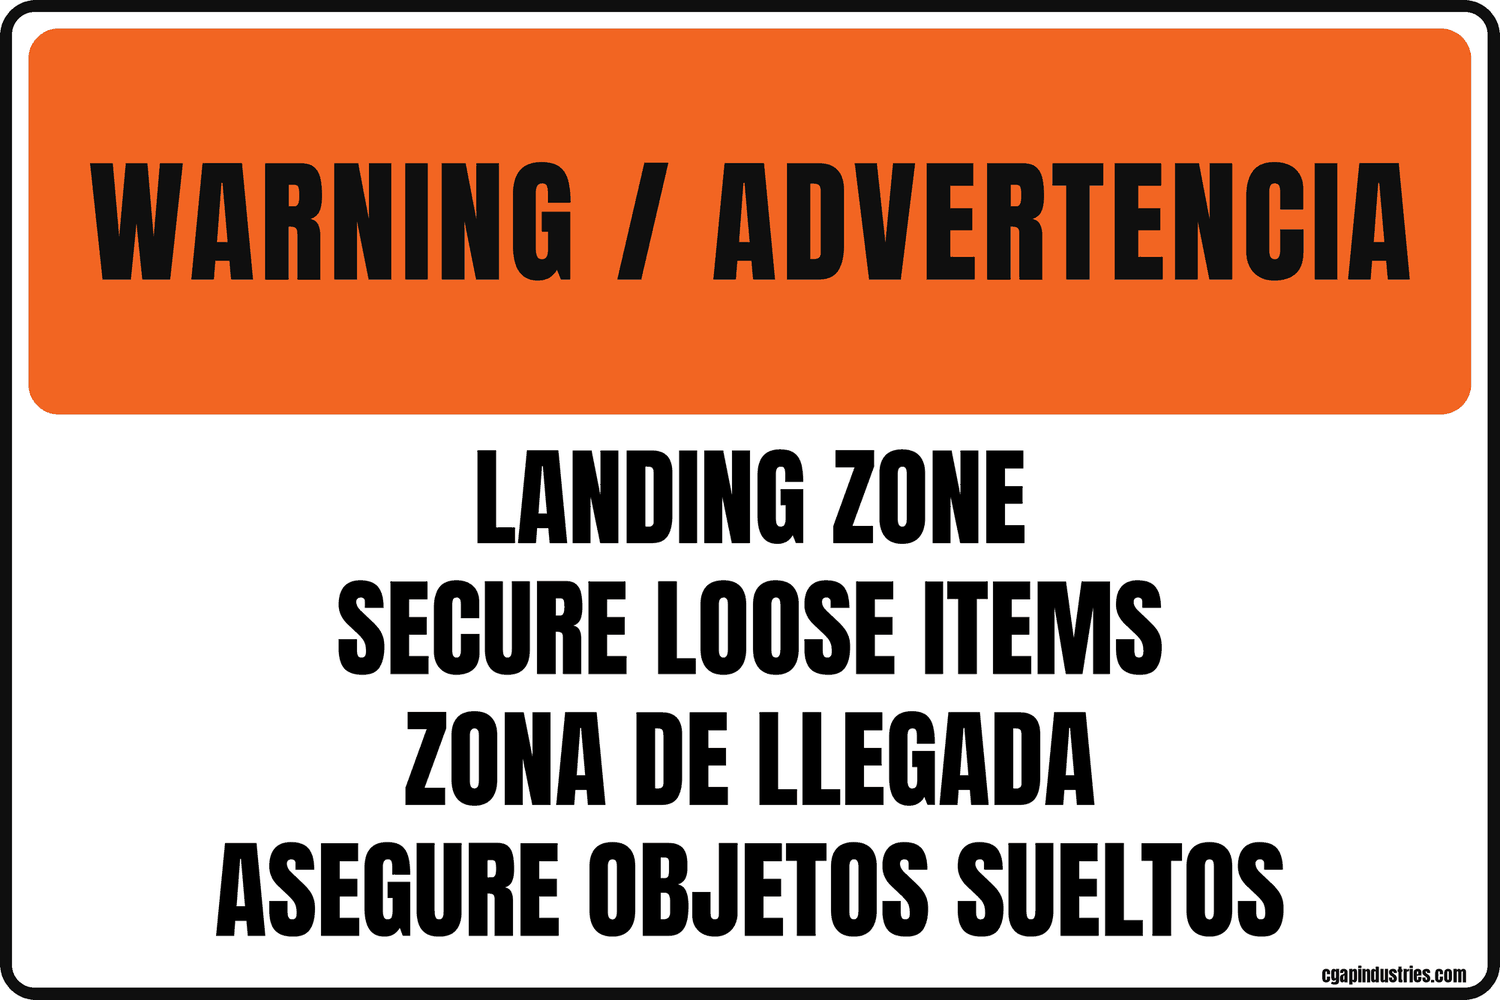 WARNING / ADVERTENCIA
LANDING ZONE
SECURE LOOSE ITEMS
ZONA DE LLEGADA
ASEGURE OBJETOS SUELTOS
cgapindustries.com